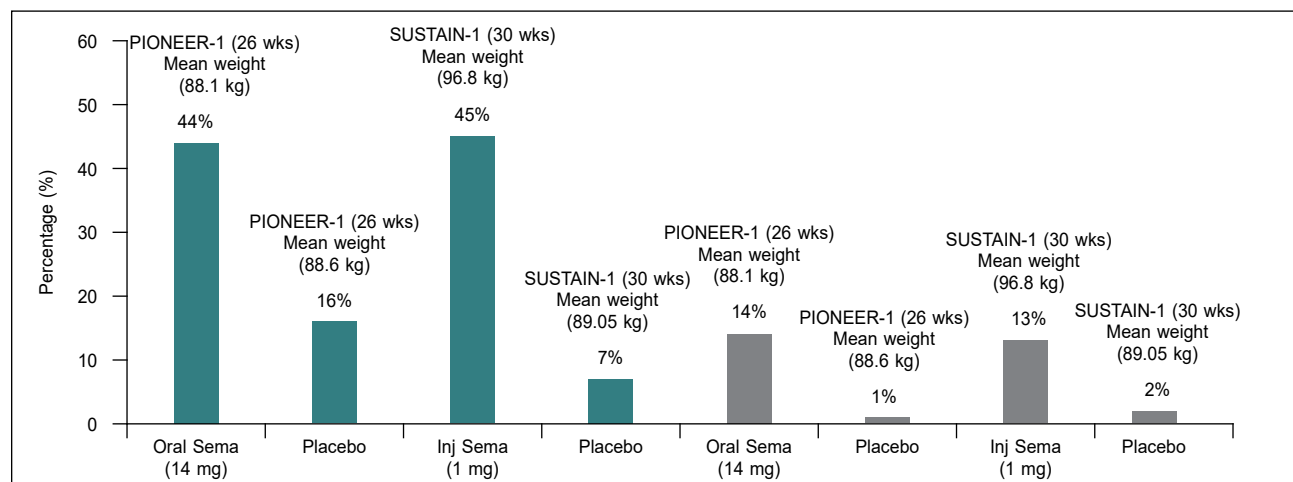 Percentage (%)
60
50
40
30
20
10
0
PIONEER-1 (26 wks)
Mean weight
(88.1 kg)
44%
PIONEER-1 (26 wks)
Mean weight
(88.6 kg)
16%
SUSTAIN-1 (30 wks)
Mean weight
(96.8 kg)
45%
SUSTAIN-1 (30 wks)
Mean weight
(89.05 kg)
7%
PIONEER-1 (26 wks)
Mean weight
(88.1 kg)
14%
PIONEER-1 (26 wks)
Mean weight
(88.6 kg)
1%
SUSTAIN-1 (30 wks)
Mean weight
(96.8 kg)
13%
SUSTAIN-1 (30 wks)
Mean weight
(89.05 kg)
2%
Oral Sema
(14 mg)
Placebo
Inj Sema
(1 mg)
Placebo
Oral Sema
(14 mg)
Placebo
Inj Sema
(1 mg)
Placebo